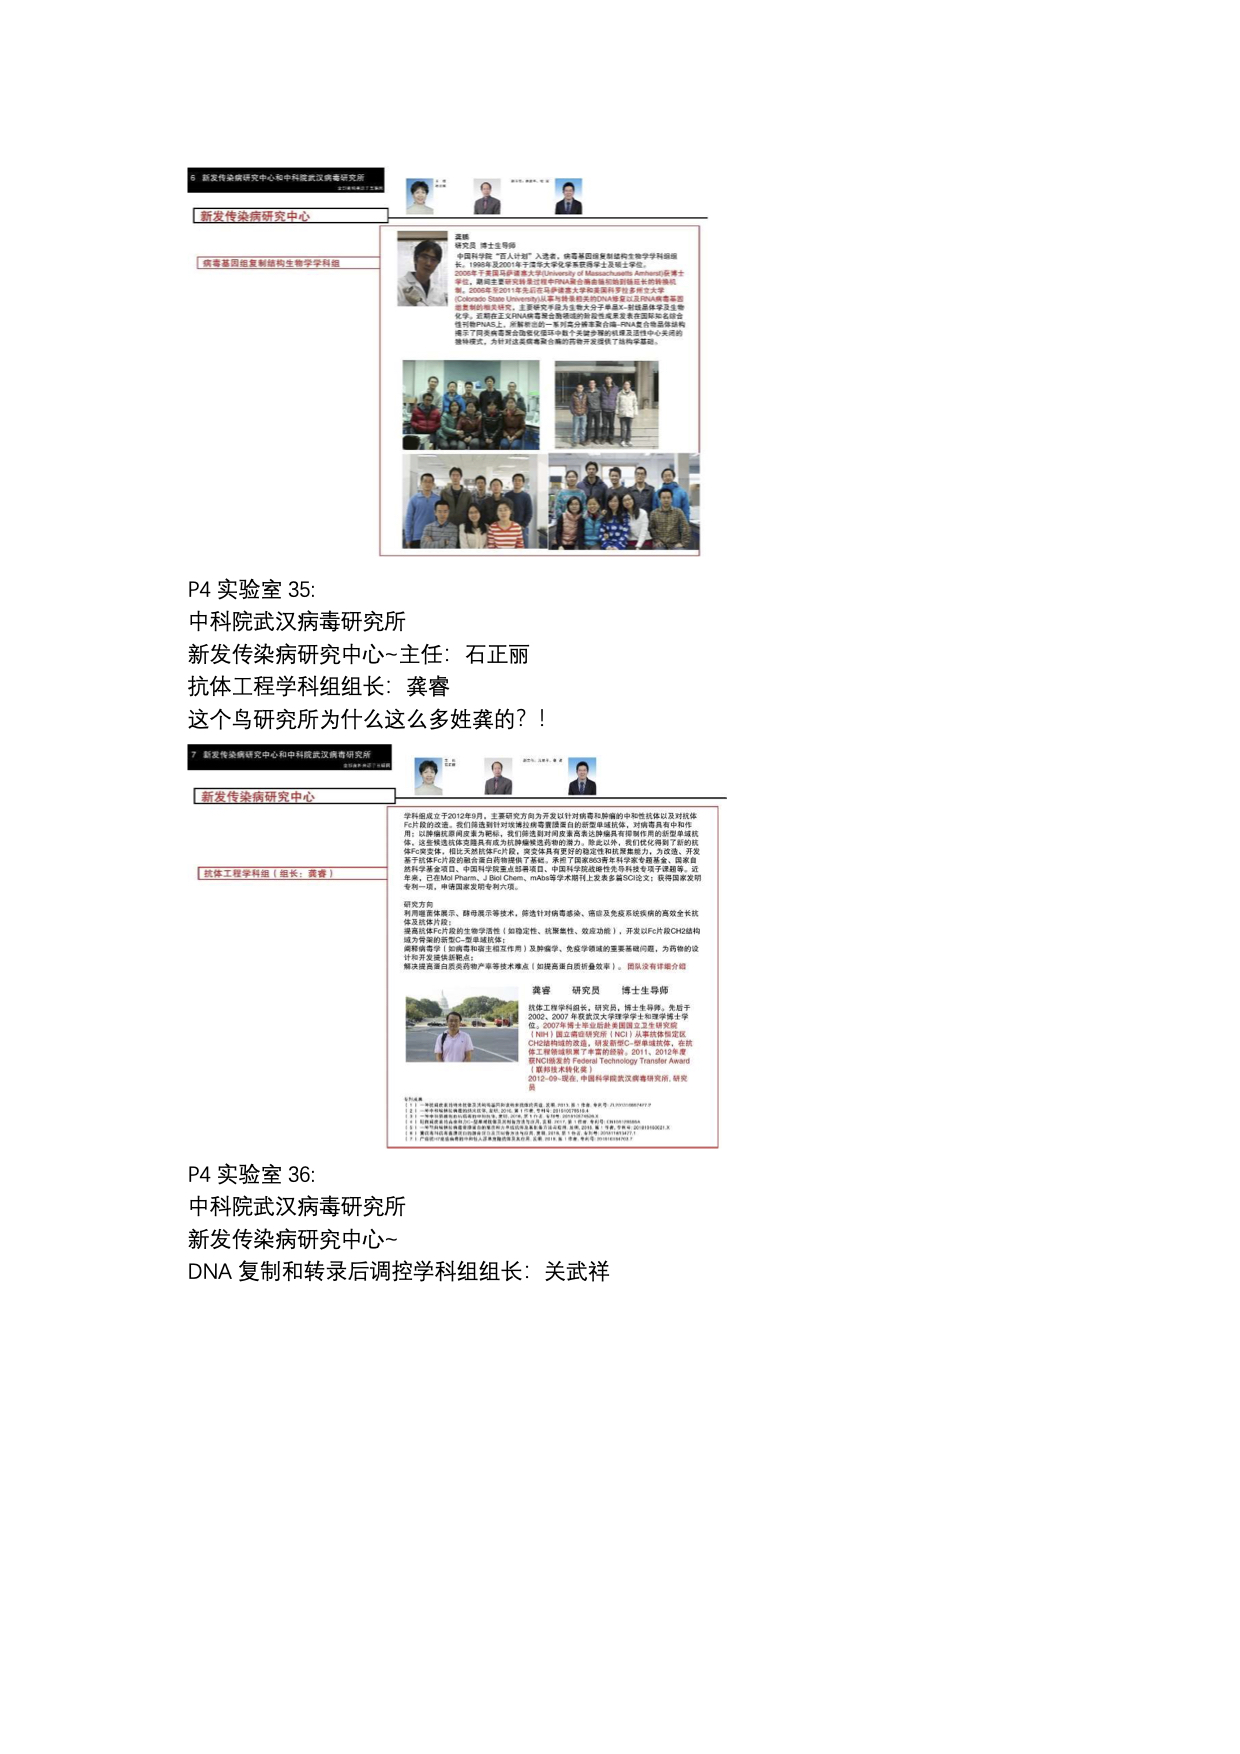 6 新发传染病研究中心和中科院武汉病毒研究所
新发传染病研究中心
病毒基因组复制结构生物学学科组
龚鹏
研究员 博士生导师
中国科学院“百人计划”入选者，病毒基因组复制结构生物学学科组组
长。1998年及2001年于清华大学化学系获得学士及硕士学位。
2006年于美国马萨诸塞大学(University of Massachusetts Amherst)获博士
学位，期间主要研究转录过程中RNA聚合酶由起始到延长的转换机
制。2006年至2011年先后在马萨诸塞大学和美国科罗拉多州立大学
(Colorado State University)从事与转录相关的DNA修复以及RNA病毒基因
组复制的相关研究。主要研究手段为生物大分子单晶X-射线晶体学及生物
化学。近期在正义RNA病毒聚合酶领域的阶段性成果发表在国际知名综合
性刊物PNAS上，所解析出的一系列高分辨率聚合酶-RNA复合物晶体结构
揭示了同类病毒聚合酶催化循环中数个关键步骤的机理及活性中心关闭的
独特模式，为针对这类病毒聚合酶的药物开发提供了结构学基础。
P4 实验室 35:
中科院武汉病毒研究所
新发传染病研究中心~主任：石正丽
抗体工程学科组组长：龚睿
这个鸟研究所为什么这么多姓龚的？！
7 新发传染病研究中心和中科院武汉病毒研究所
新发传染病研究中心
抗体工程学科组（组长：龚睿）
学科组成立于2012年9月，主要研究方向为开发以针对病毒和肿瘤的中和性抗体以及对抗体
Fc片段的改造。我们筛选到针对埃博拉病毒囊膜蛋白的新型单域抗体，对病毒具有中和作
用；以肿瘤抗原间皮素为靶标，我们筛选到对间皮素高表达肿瘤具有抑制作用的新型单域抗
体，这些候选抗体克隆具有成为抗肿瘤候选药物的潜力。除此以外，我们优化得到了新的抗
体Fc突变体，相比天然抗体Fc片段，突变体具有更好的稳定性和抗聚集能力，为改造、开发
基于抗体Fc片段的融合蛋白药物提供了基础。承担了国家863青年科学家专题基金、国家自
然科学基金项目、中国科学院重点部署项目、中国科学院战略性先导科技专项子课题等。近
年来，已在Mol Pharm、J Biol Chem、mAbs等学术期刊上发表多篇SCI论文；获得国家发明
专利一项，申请国家发明专利六项。
研究方向
利用噬菌体展示、酵母展示等技术，筛选针对病毒感染、癌症及免疫系统疾病的高效全长抗
体及抗体片段；
提高抗体Fc片段的生物学活性（如稳定性、抗聚集性、效应功能），开发以Fc片段CH2结构
域为骨架的新型C-型单域抗体；
阐释病毒学（如病毒和宿主相互作用）及肿瘤学、免疫学领域的重要基础问题，为药物的设
计和开发提供新靶点；
解决提高蛋白质类药物产率等技术难点（如提高蛋白质折叠效率）。 团队没有详细介绍
龚睿 研究员 博士生导师
抗体工程学科组长，研究员，博士生导师。先后于
2002、2007 年获武汉大学理学学士和理学博士学
位。2007年博士毕业后赴美国国立卫生研究院
（NIH）国立癌症研究所（NCI）从事抗体恒定区
CH2结构域的改造，研发新型C-型单域抗体，在抗
体工程领域积累了丰富的经验。2011、2012年度
获NCI颁发的 Federal Technology Transfer Award
（联邦技术转化奖）
2012-09-现在, 中国科学院武汉病毒研究所, 研究
员
P4 实验室 36:
中科院武汉病毒研究所
新发传染病研究中心~
DNA 复制和转录后调控学科组组长：关武祥